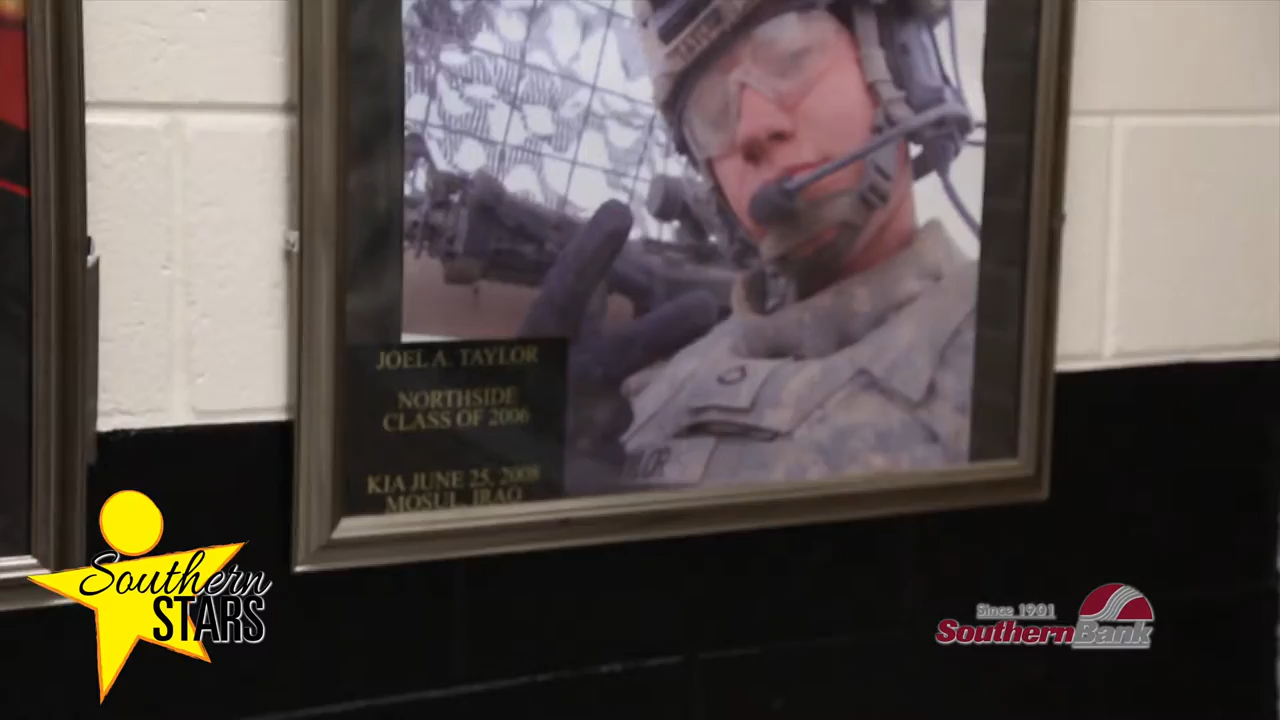 JOEL A. TAYLOR
NORTHSIDE
CLASS OF 2006
KIA JUNE 25, 2008
MOSUL, IRAQ
Southern
STARS
Since 1901
SouthernBank